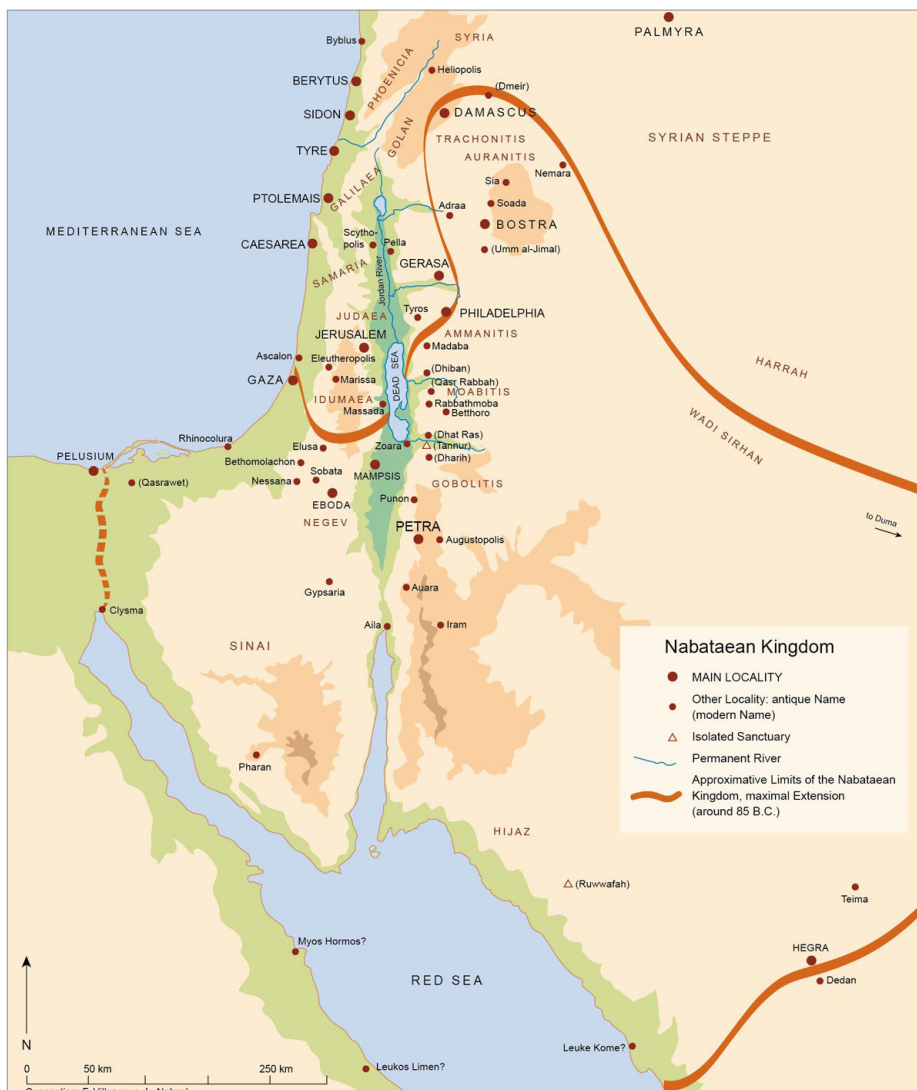 PALMYRA
SYRIA
Byblus
PHOENICIA
Heliopolis
BERYTUS
(Dmeir)
SIDON
DAMASCUS
GOLAN
SYRIAN STEPPE
TRACHONITIS
TYRE
AURANITIS
Nemara
GALILAEA
Sia
PTOLEMAIS
Soada
Adraa
BOSTRA
MEDITERRANEAN SEA
Scytho-
polis
CAESAREA
Pella
(Umm al-Jimal)
SAMARIA
GERASA
Jordan River
Tyros
PHILADELPHIA
JUDAEA
JERUSALEM
AMMANITIS
Madaba
Ascalon
Eleutheropolis
DEAD SEA
HARRAH
(Dhiban)
GAZA
Marissa
(Qasr Rabbah)
MOABITIS
IDUMAEA
Rabbathmoba
Massada
Betthoro
WADI SIRHAN
Rhinocolura
Elusa
Zoara
(Dhat Ras)
(Tannur)
PELUSIUM
Bethomolachon
(Dharih)
(Qasrawet)
Nessana
Sobata
MAMPSIS
GOBOLITIS
EBODA
Punon
to Duma
NEGEV
PETRA
Augustopolis
Gypsaria
Auara
Clysma
Aila
Iram
SINAI
Nabataean Kingdom
MAIN LOCALITY
Other Locality: antique Name
(modern Name)
Isolated Sanctuary
Permanent River
Approximative Limits of the Nabataean
Kingdom, maximal Extension
(around 85 B.C.)
Pharan
HIJAZ
(Ruwwafah)
Teima
Myos Hormos?
HEGRA
RED SEA
Dedan
N
Leuke Kome?
0 50 km 250 km
Leukos Limen?